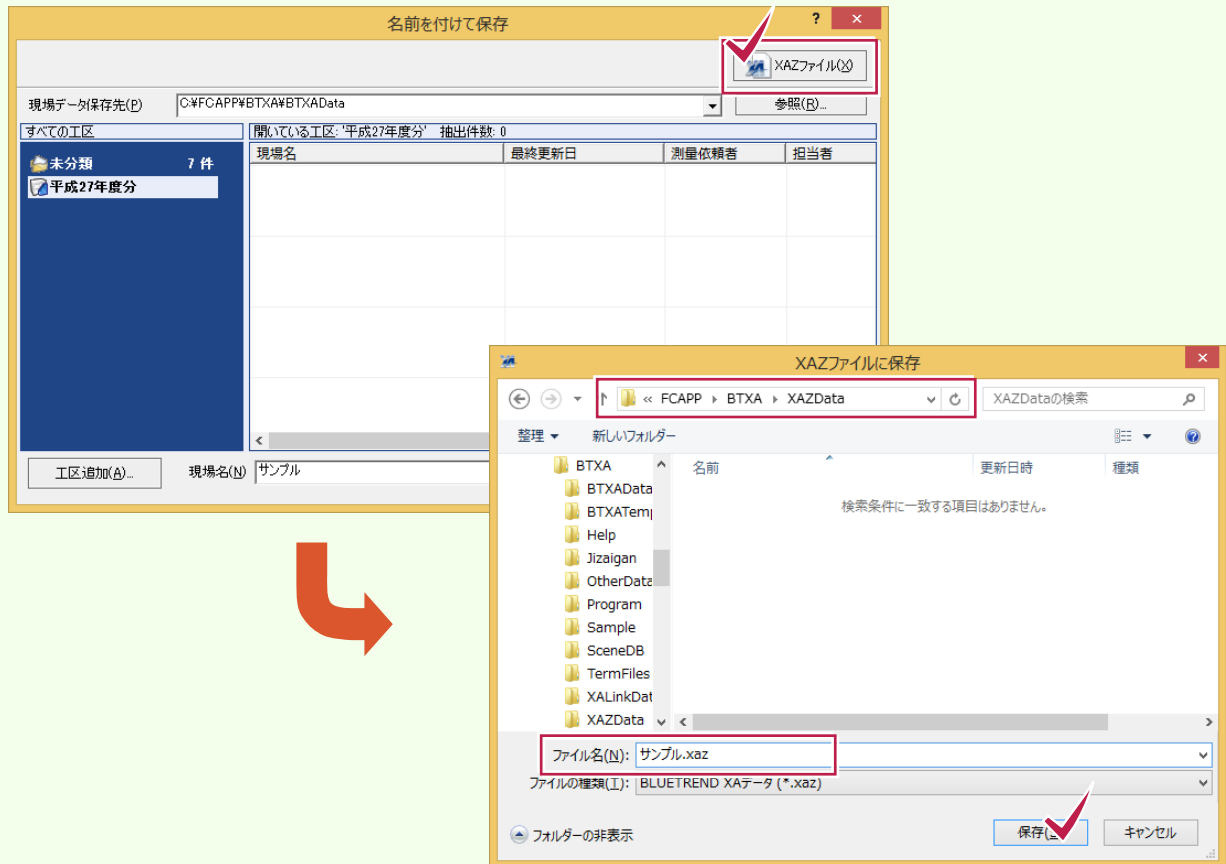 名前を付けて保存
?
XAZファイル(X)
現場データ保存先(P) C:¥FCAPP¥BTXA¥BTXAData 参照(R)...
すべての工区 開いている工区: '平成27年度分' 抽出件数: 0
未分類 7 件
平成27年度分
現場名 最終更新日 測量依頼者 担当者
工区追加(A)... 現場名(N) サンプル
XAZファイルに保存
« FCAPP BTXA XAZData
XAZDataの検索
整理 新しいフォルダー
BTXA
BTXAData
BTXATemp
Help
Jizaigan
OtherData
Program
Sample
SceneDB
TermFiles
XALinkDat
XAZData
名前 更新日時 種類
検索条件に一致する項目はありません。
ファイル名(N): サンプル.xaz
ファイルの種類(T): BLUETREND XAデータ (*.xaz)
フォルダーの非表示
保存( キャンセル